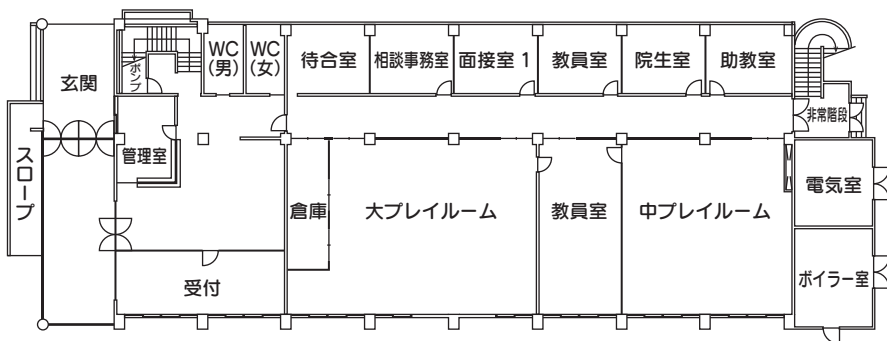 玄関
スロープ
ポンプ
WC
(男)
WC
(女)
待合室
相談事務室
面接室1
教員室
院生室
助教室
非常階段
管理室
倉庫
大プレイルーム
教員室
中プレイルーム
電気室
受付
ボイラー室